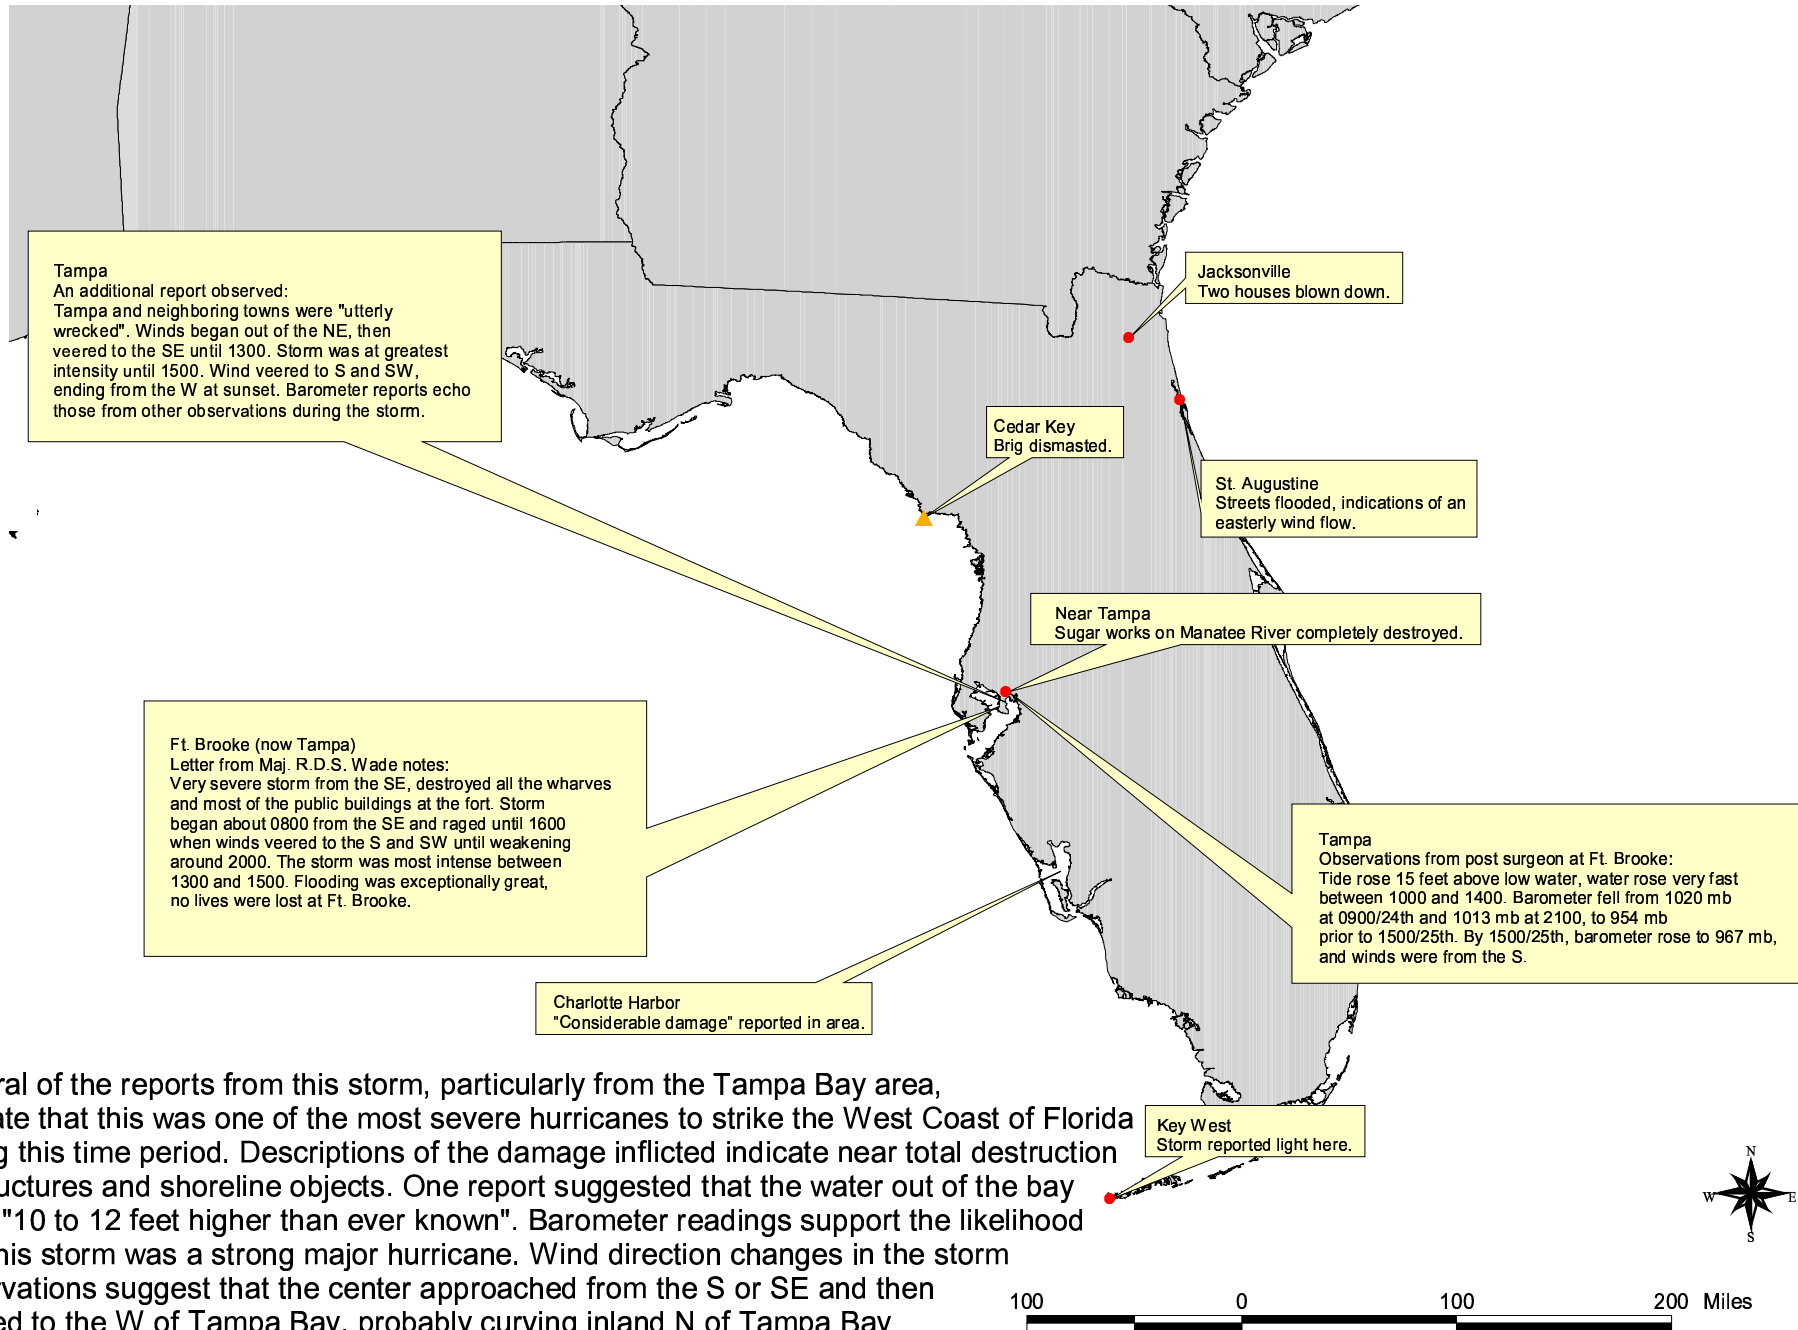 Jacksonville
Two houses blown down.
Tampa
An additional report observed:
Tampa and neighboring towns were "utterly
wrecked". Winds began out of the NE, then
veered to the SE until 1300. Storm was at greatest
intensity until 1500. Wind veered to S and SW,
ending from the W at sunset. Barometer reports echo
those from other observations during the storm.
Cedar Key
Brig dismasted.
St. Augustine
Streets flooded, indications of an
easterly wind flow.
Near Tampa
Sugar works on Manatee River completely destroyed.
Ft. Brooke (now Tampa)
Letter from Maj. R.D.S. Wade notes:
Very severe storm from the SE, destroyed all the wharves
and most of the public buildings at the fort. Storm
began about 0800 from the SE and raged until 1600
when winds veered to the S and SW until weakening
around 2000. The storm was most intense between
1300 and 1500. Flooding was exceptionally great,
no lives were lost at Ft. Brooke.
Tampa
Observations from post surgeon at Ft. Brooke:
Tide rose 15 feet above low water, water rose very fast
between 1000 and 1400. Barometer fell from 1020 mb
at 0900/24th and 1013 mb at 2100, to 954 mb
prior to 1500/25th. By 1500/25th, barometer rose to 967 mb,
and winds were from the S.
Charlotte Harbor
"Considerable damage" reported in area.
ral of the reports from this storm, particularly from the Tampa Bay area,
ate that this was one of the most severe hurricanes to strike the West Coast of Florida
g this time period. Descriptions of the damage inflicted indicate near total destruction
uctures and shoreline objects. One report suggested that the water out of the bay
"10 to 12 feet higher than ever known". Barometer readings support the likelihood
his storm was a strong major hurricane. Wind direction changes in the storm
rvations suggest that the center approached from the S or SE and then
ed to the W of Tampa Bay, probably curving inland N of Tampa Bay
Key West
Storm reported light here.
N
W E
S
100 0 100 200 Miles